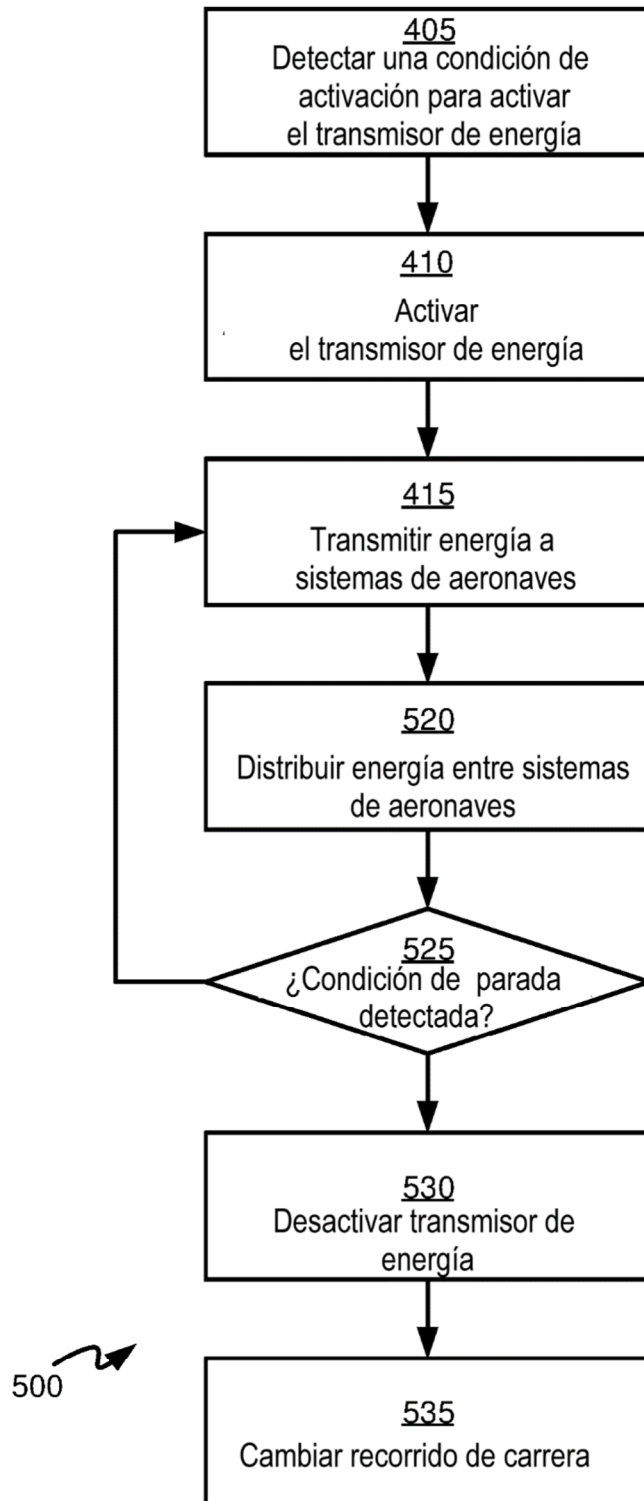 405
Detectar una condición de
activación para activar
el transmisor de energía
410
Activar
el transmisor de energía
415
Transmitir energía a
sistemas de aeronaves
520
Distribuir energía entre sistemas
de aeronaves
525
¿Condición de parada
detectada?
530
Desactivar transmisor de
energía
500
535
Cambiar recorrido de carrera